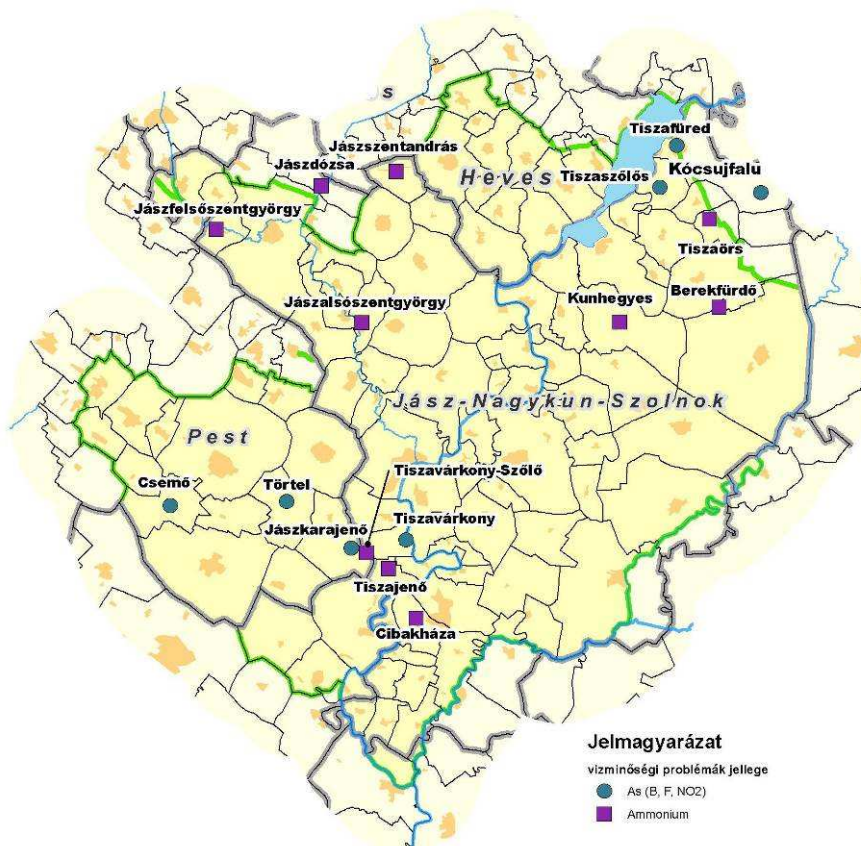 s
Tiszafüred
Jászszentandrás
Jászdózsa
Heves
Tiszaszőlős
Kócsujfalu
Jászfelsőszentgyörgy
Tiszaörs
Jászalsószentgyörgy
Kunhegyes
Berekfürdő
Jász-Nagykun-Szolnok
Pest
Tiszavárkony-Szőlő
Csemő
Törtel
Tiszavárkony
Jászkarajenő
Tiszajenő
Cibakháza
Jelmagyarázat
vizminőségi problémák jellege
As (B, F, NO2)
Ammonium